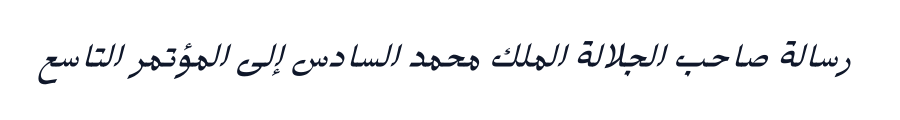 رسالة صاحب الجلالة الملك محمد السادس إلى المؤتمر التاسع